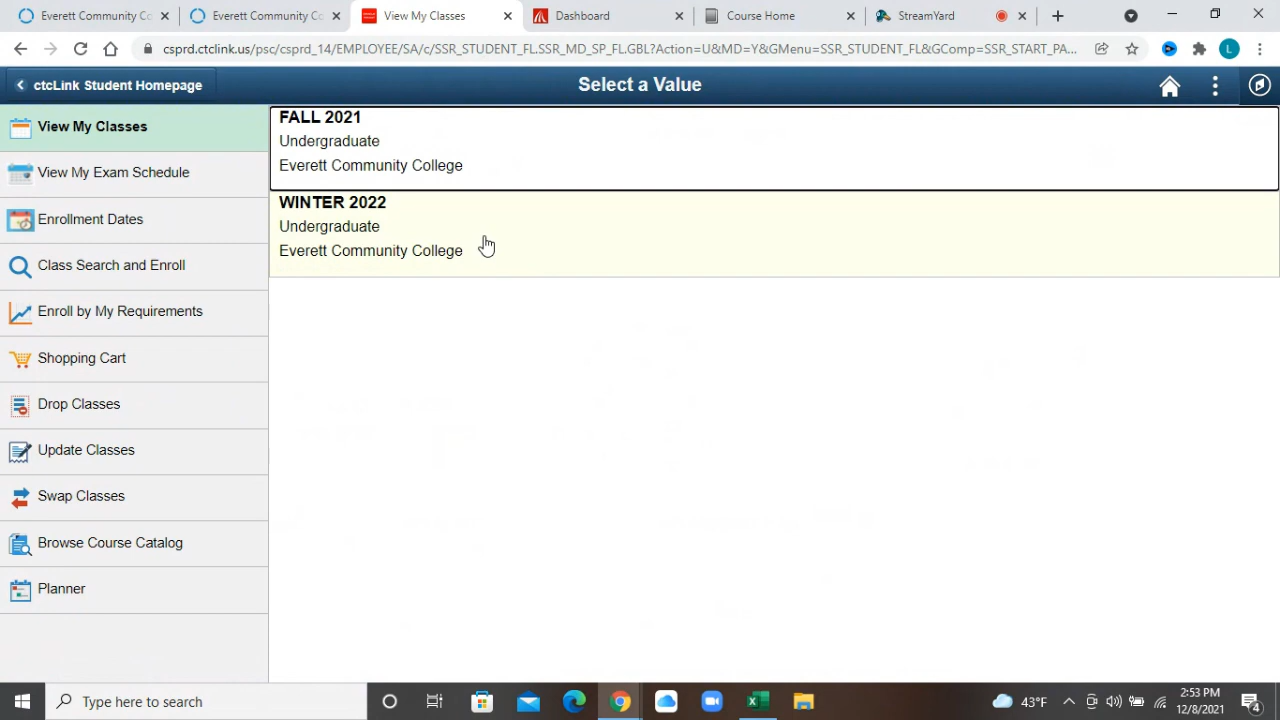 Everett Community Co
Everett Community Co
View My Classes
Dashboard
Course Home
StreamYard
csprd.ctclink.us/psc/csprd_14/EMPLOYEE/SA/c/SSR_STUDENT_FL.SSR_MD_SP_FL.GBL?Action=U&MD=Y&GMenu=SSR_STUDENT_FL&GComp=SSR_START_PA...
L
ctcLink Student Homepage
Select a Value
View My Classes
View My Exam Schedule
Enrollment Dates
Class Search and Enroll
Enroll by My Requirements
Shopping Cart
Drop Classes
Update Classes
Swap Classes
Browse Course Catalog
Planner
FALL 2021
Undergraduate
Everett Community College
WINTER 2022
Undergraduate
Everett Community College
Type here to search
43°F
2:53 PM
12/8/2021
4